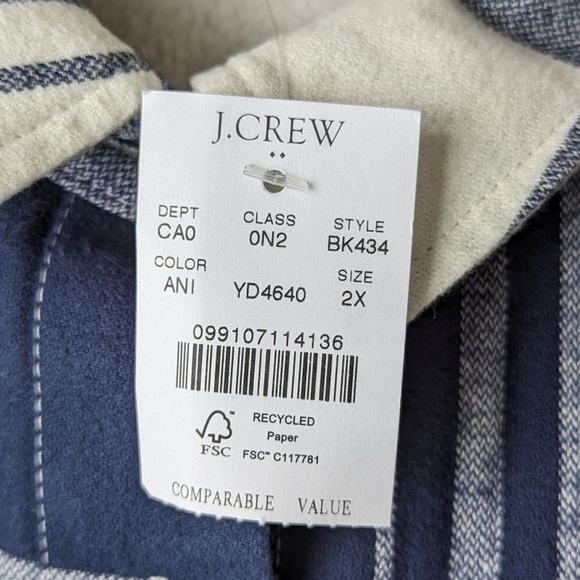 J.CREW
DEPT CLASS STYLE
CA0 0N2 BK434
COLOR SIZE
ANI YD4640 2X
099107114136
RECYCLED
Paper
FSC™ FSC™ C117781
COMPARABLE VALUE